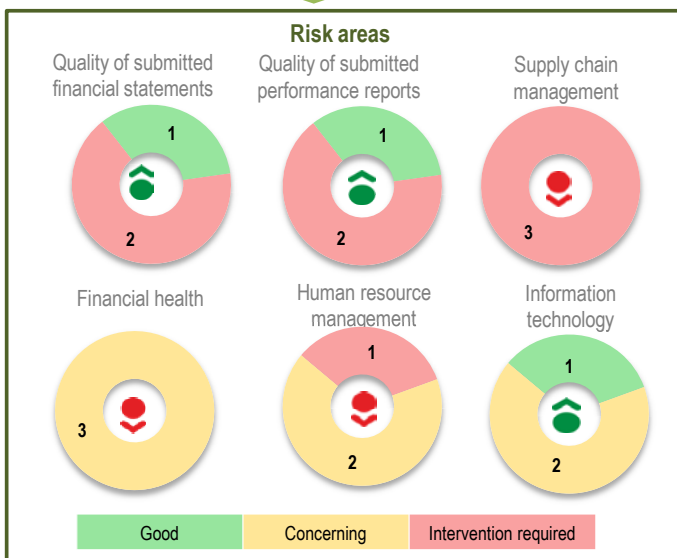 Risk areas
Quality of submitted
financial statements
Quality of submitted
performance reports
Supply chain
management
1
2
1
2
3
Financial health
Human resource
management
Information
technology
3
1
2
1
2
Good
Concerning
Intervention required